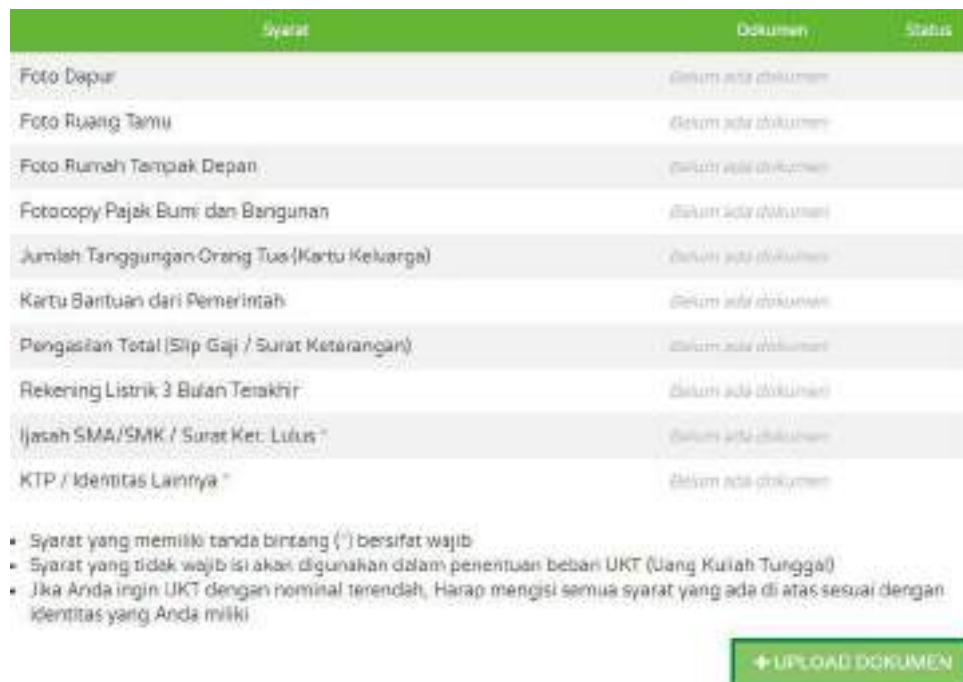 Syarat Dokumen Status
Foto Dapur Belum ada dokumen
Foto Ruang Tamu Belum ada dokumen
Foto Rumah Tampak Depan Belum ada dokumen
Fotocopy Pajak Bumi dan Bangunan Belum ada dokumen
Jumlah Tanggungan Orang Tua (Kartu Keluarga) Belum ada dokumen
Kartu Bantuan dari Pemerintah Belum ada dokumen
Pengasilan Total (Slip Gaji / Surat Keterangan) Belum ada dokumen
Rekening Listrik 3 Bulan Terakhir Belum ada dokumen
Ijasah SMA/SMK / Surat Ket. Lulus * Belum ada dokumen
KTP / Identitas Lainnya * Belum ada dokumen
• Syarat yang memiliki tanda bintang (*) bersifat wajib
• Syarat yang tidak wajib isi akan digunakan dalam penentuan beban UKT (Uang Kuliah Tunggal)
• Jika Anda ingin UKT dengan nominal terendah, Harap mengisi semua syarat yang ada di atas sesuai dengan
identitas yang Anda miliki
+ UPLOAD DOKUMEN